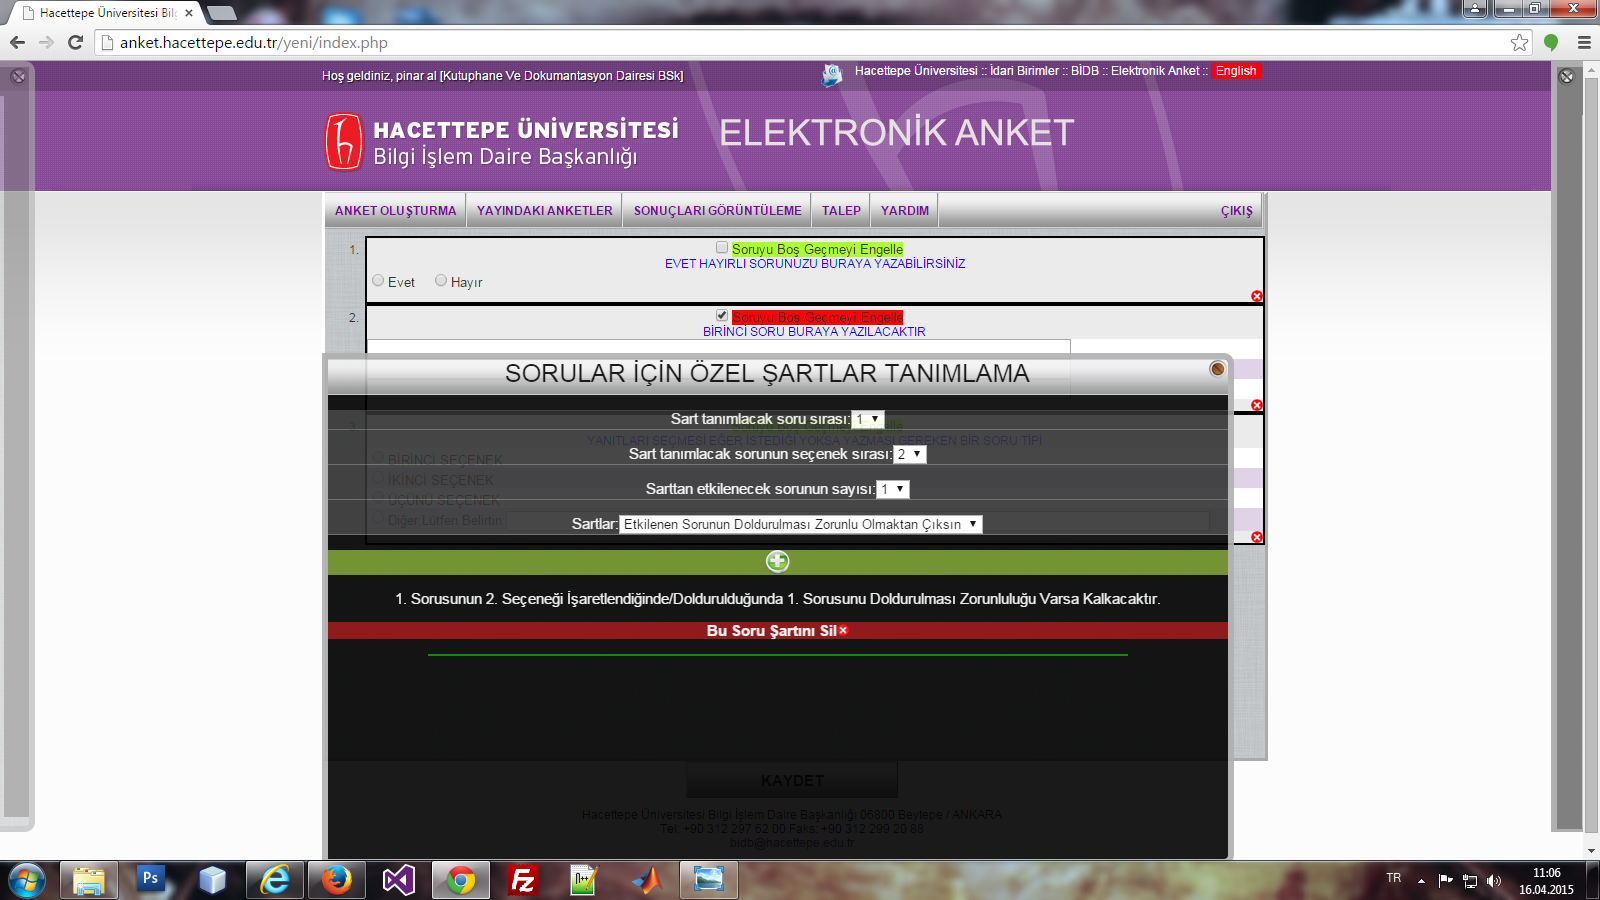 Hacettepe Üniversitesi Bilg
anket.hacettepe.edu.tr/yeni/index.php
Hoş geldiniz, pinar al [Kutuphane Ve Dokumantasyon Dairesi BSk]
Hacettepe Üniversitesi :: İdari Birimler :: BİDB :: Elektronik Anket :: English
HACETTEPE ÜNİVERSİTESİ
Bilgi İşlem Daire Başkanlığı
ELEKTRONİK ANKET
ANKET OLUŞTURMA YAYINDAKI ANKETLER SONUÇLARI GÖRÜNTÜLEME TALEP YARDIM ÇIKIŞ
1. Soruyu Boş Geçmeyi Engelle
EVET HAYIRLI SORUNUZU BURAYA YAZABİLİRSİNİZ
Evet Hayır
2. Soruyu Boş Geçmeyi Engelle
BİRİNCİ SORU BURAYA YAZILACAKTIR
SORULAR İÇİN ÖZEL ŞARTLAR TANIMLAMA
Sart tanımlacak soru sırası: 1
3. Soruyu Boş Geçmeyi Engelle
YANITLARI SEÇMESİ EĞER İSTEDİĞİ YOKSA YAZMASI GEREKEN BİR SORU TİPİ
Sart tanımlacak sorunun seçenek sırası: 2
BİRİNCİ SEÇENEK
İKİNCİ SEÇENEK
Sarttan etkilenecek sorunun sayısı: 1
ÜÇÜNÜ SEÇENEK
Diğer,Lütfen Belirtin:
Sartlar: Etkilenen Sorunun Doldurulması Zorunlu Olmaktan Çıksın
1. Sorusunun 2. Seçeneği İşaretlendiğinde/Doldurulduğunda 1. Sorusunu Doldurulması Zorunluluğu Varsa Kalkacaktır.
Bu Soru Şartını Sil
KAYDET
Hacettepe Üniversitesi Bilgi İşlem Daire Başkanlığı 06800 Beytepe / ANKARA
Tel: +90 312 297 62 00 Faks: +90 312 299 20 88
bidb@hacettepe.edu.tr
Ps
Fz
n++
TR
11:06
16.04.2015